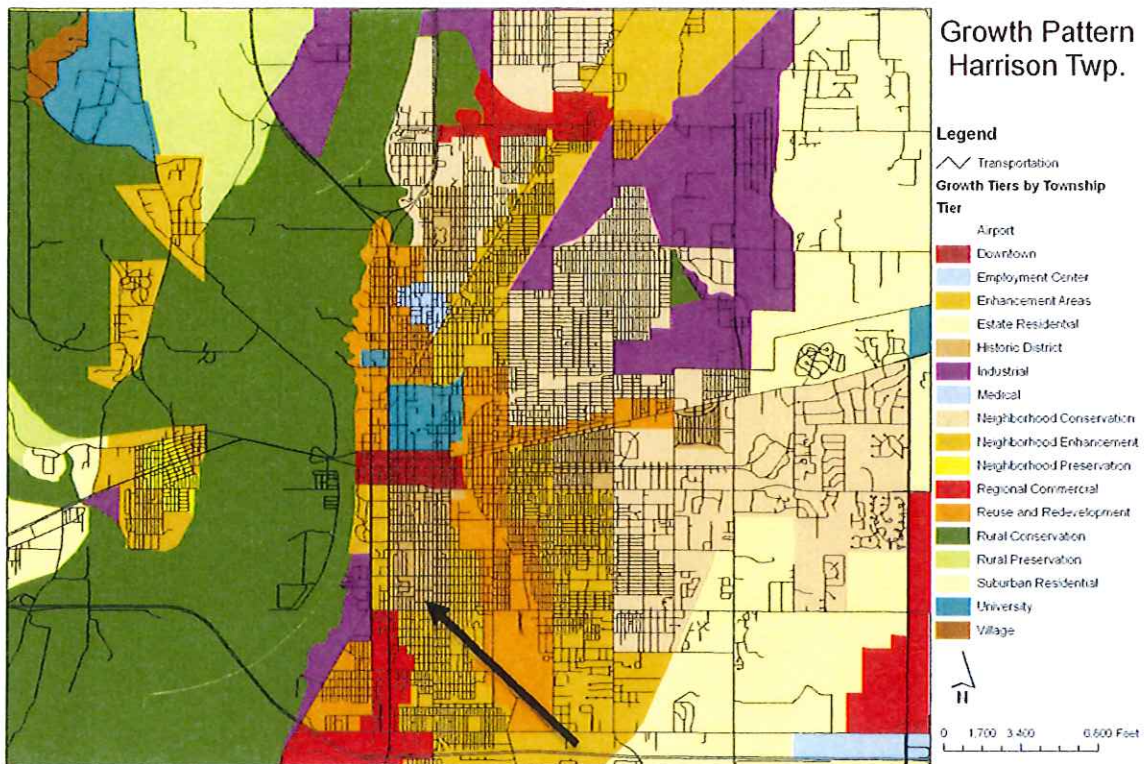 Growth Pattern
Harrison Twp.
Legend
Transportation
Growth Tiers by Township
Tier
Airport
Downtown
Employment Center
Enhancement Areas
Estate Residential
Historic District
Industrial
Medical
Neighborhood Conservation
Neighborhood Enhancement
Neighborhood Preservation
Regional Commercial
Reuse and Redevelopment
Rural Conservation
Rural Preservation
Suburban Residential
University
Village
N
0 1,700 3,400 6,800 Feet